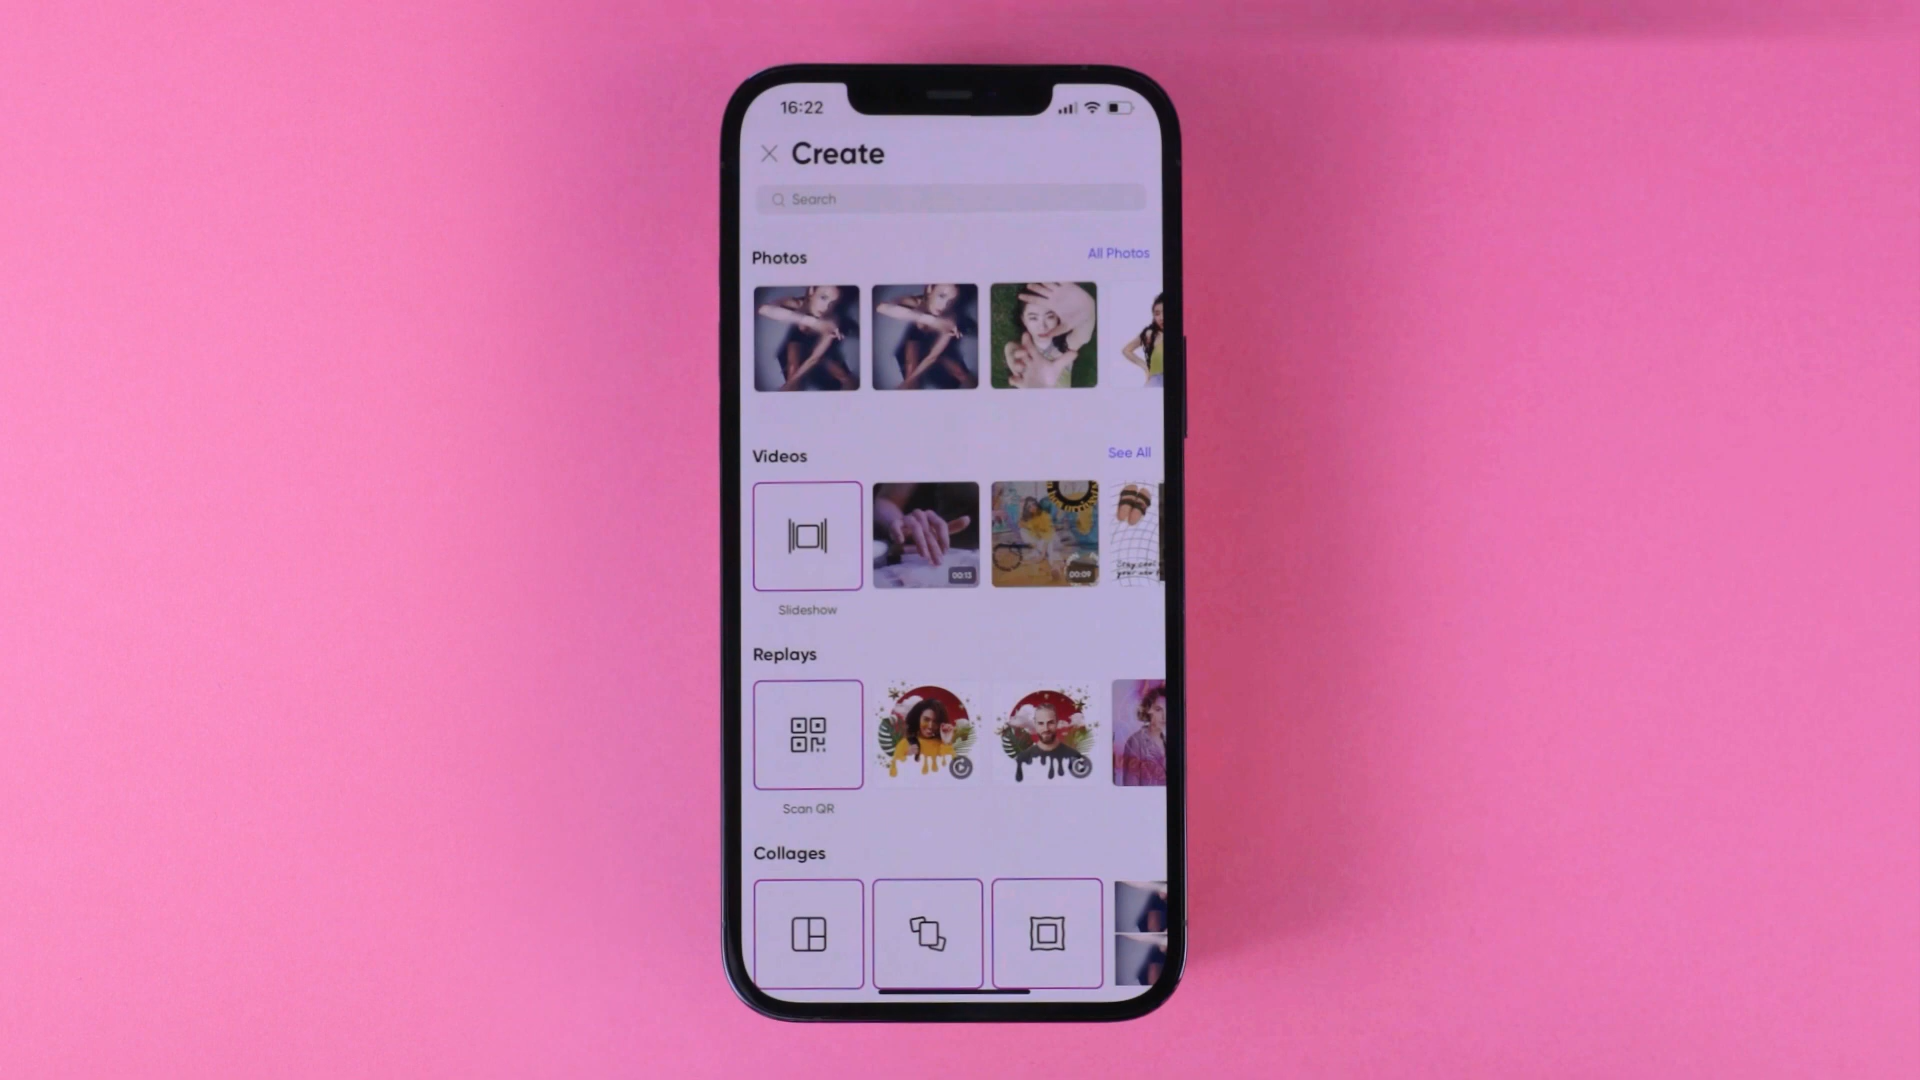 16:22
Create
Search
Photos
All Photos
Videos
See All
00:13
00:09
Slideshow
Replays
Scan QR
Collages